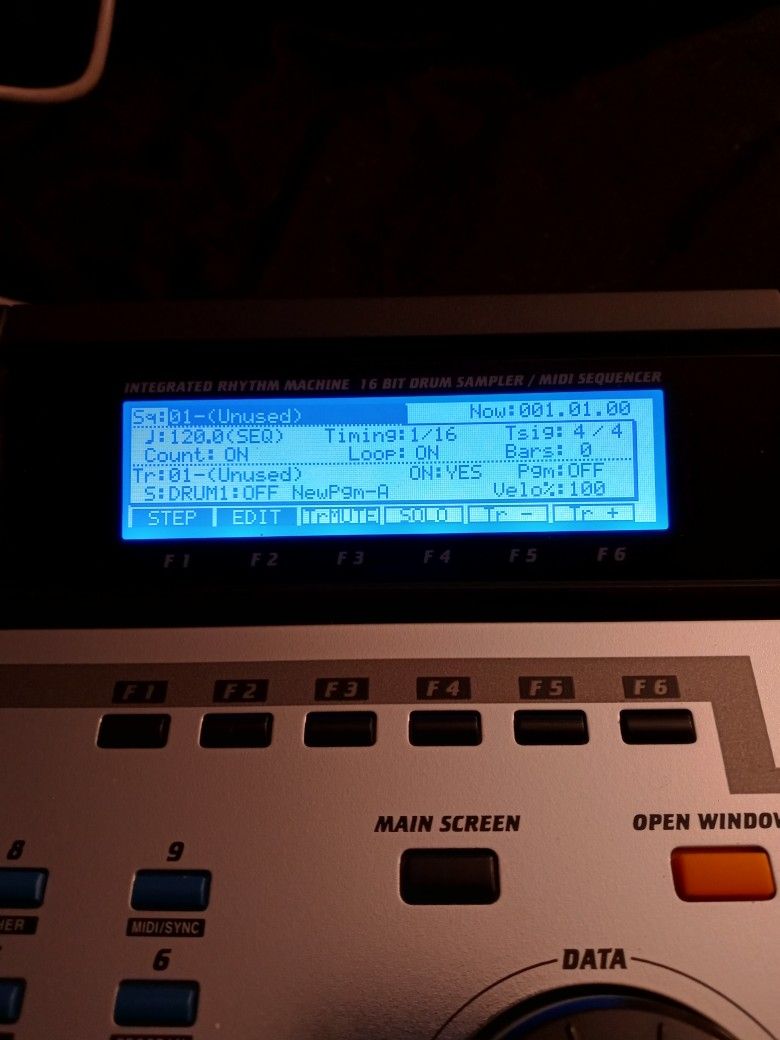 INTEGRATED RHYTHM MACHINE 16 BIT DRUM SAMPLER / MIDI SEQUENCER
Sq:01-(Unused) Now:001.01.00
♩:120.0(SEQ) Timing:1/16 Tsig: 4 / 4
Count: ON Loop: ON Bars: 0
Tr:01-(Unused) ON:YES Pgm:OFF
S:DRUM1:OFF NewPgm-A Velo%:100
STEP EDIT TrMUTE SOLO Tr - Tr +
F1 F2 F3 F4 F5 F6
F1 F2 F3 F4 F5 F6
MAIN SCREEN OPEN WINDOW
8 9
HER MIDI/SYNC
6 DATA